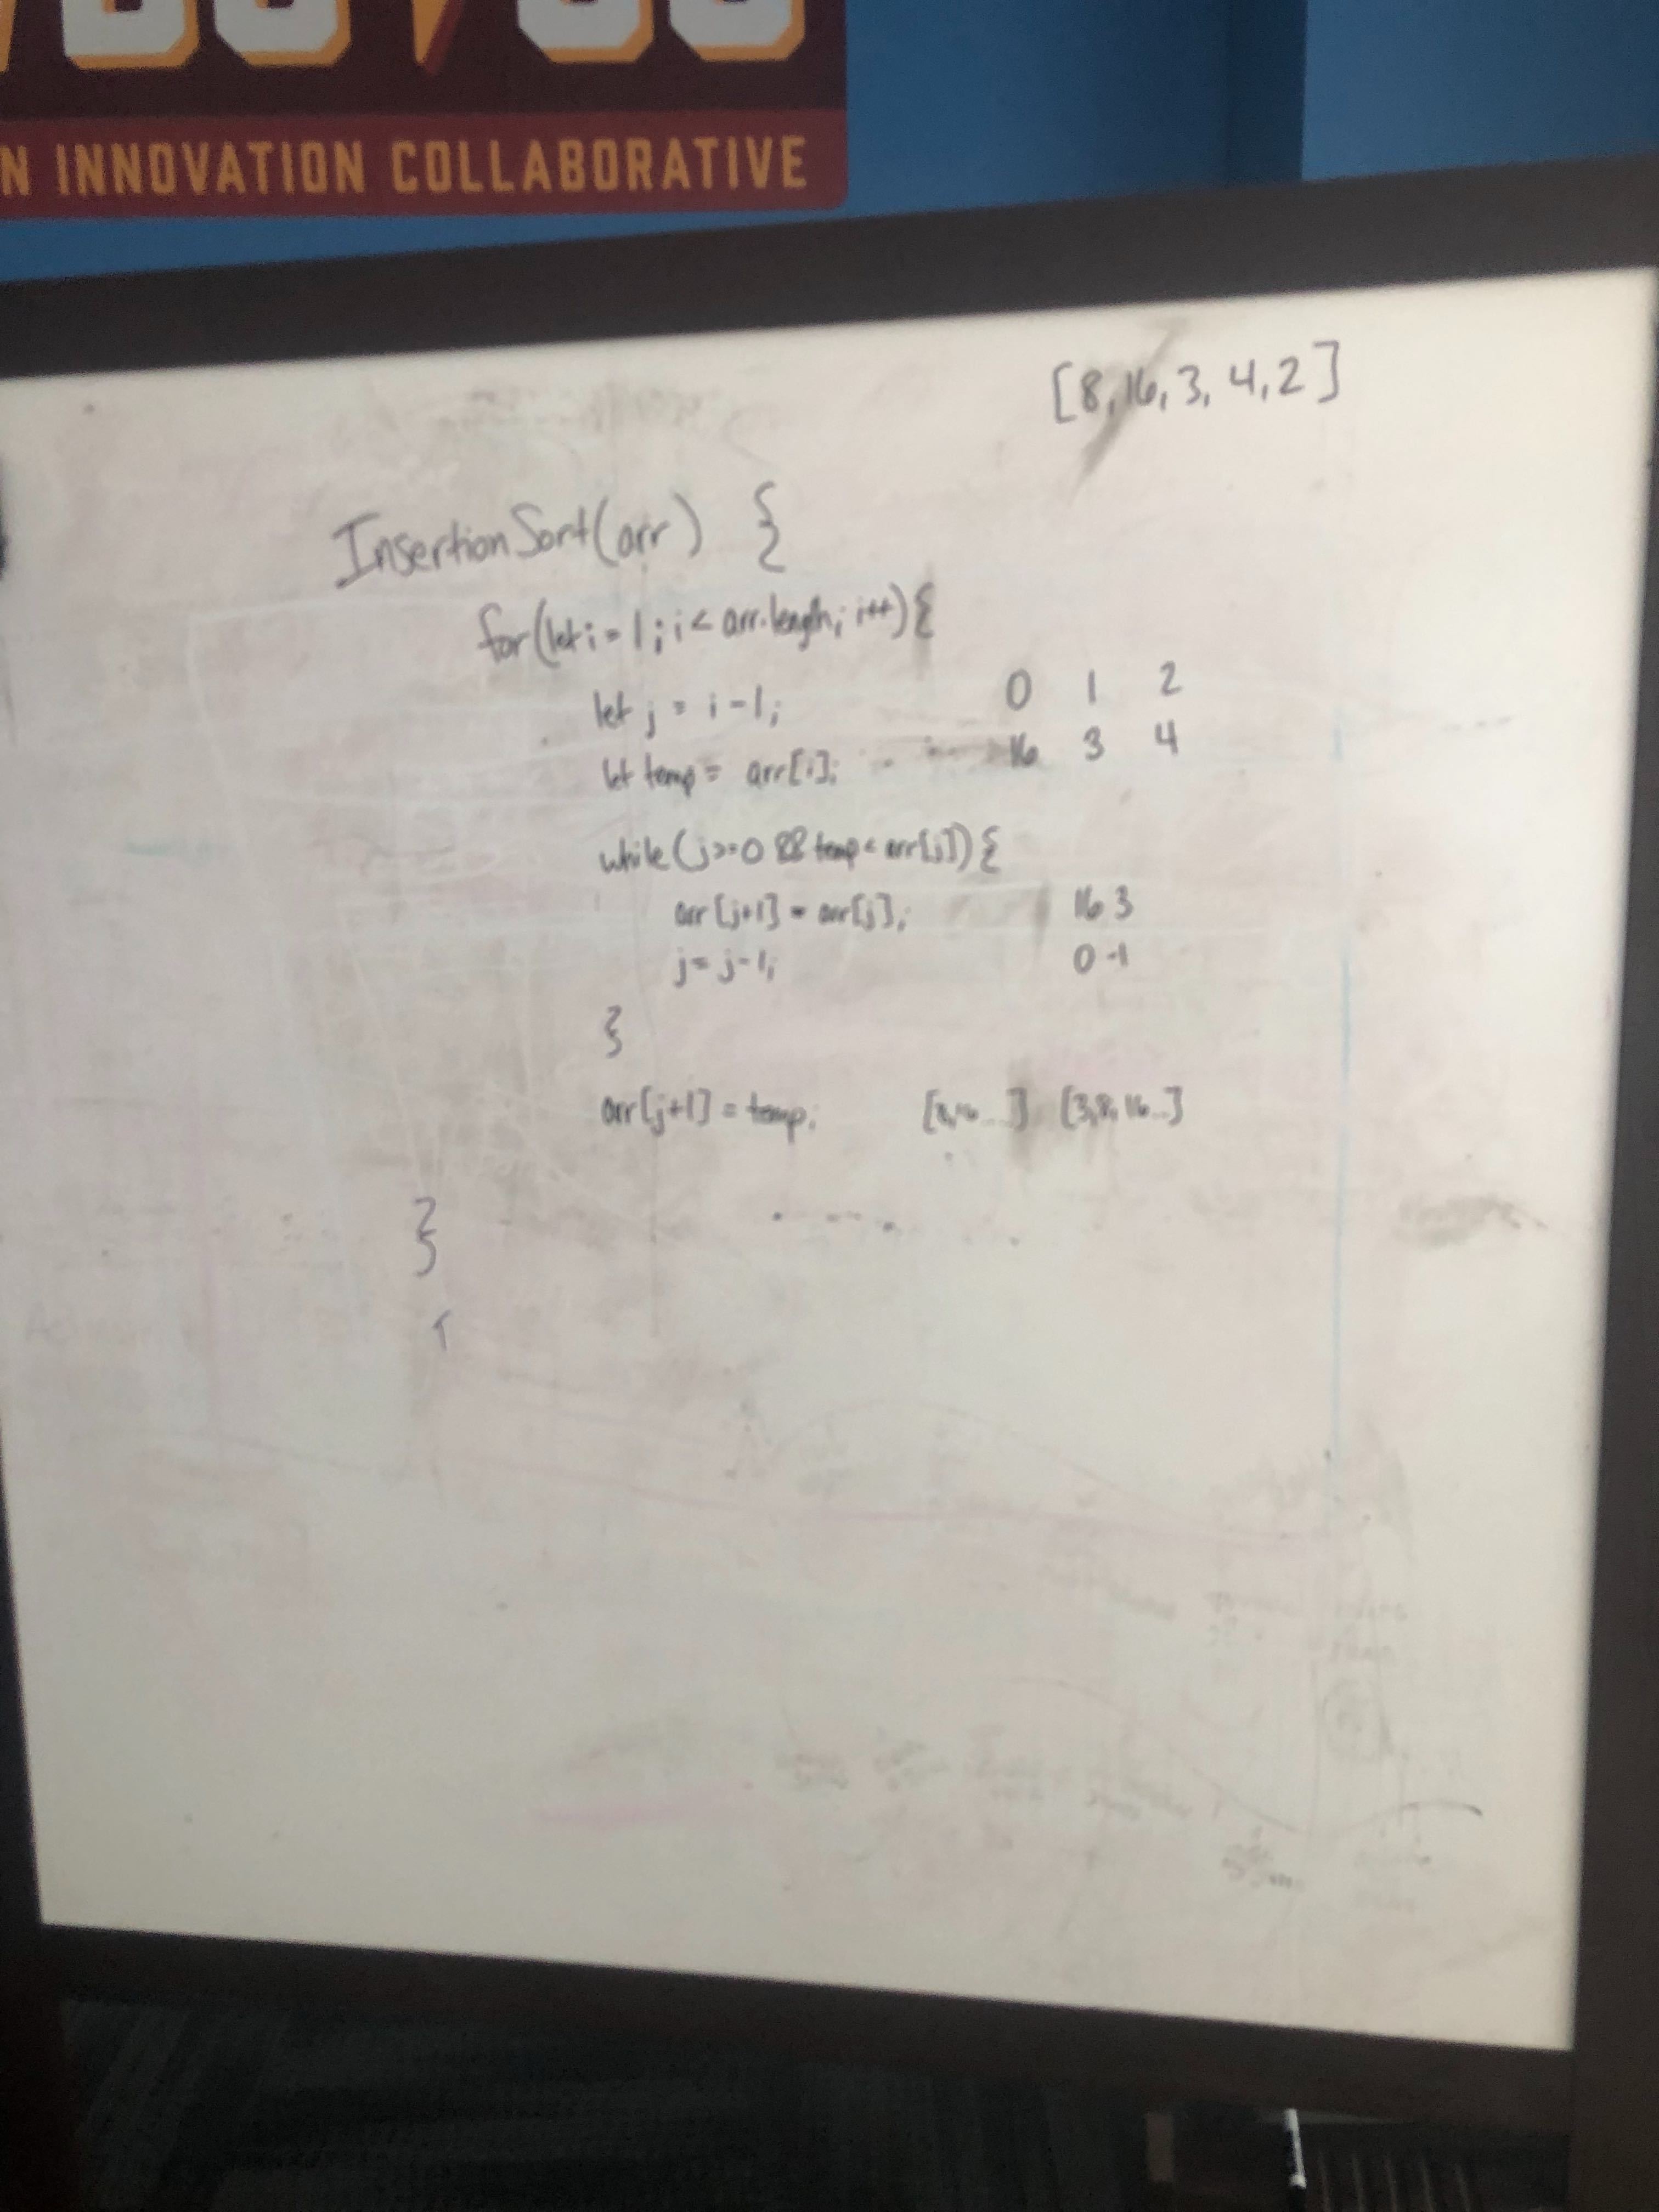 N INNOVATION COLLABORATIVE
[8,16,3,4,2]
InsertionSort(arr) {
for(let i=1; i< arr.length; i++){
let j = i-1; 0 1 2
let temp = arr[i]; 16 3 4
while(j>=0 && temp< arr[j]){
arr[j+1] = arr[j]; 16 3
j= j-1; 0 -1
}
arr[j+1] = temp; [8,16...] [3,8,16...]
}